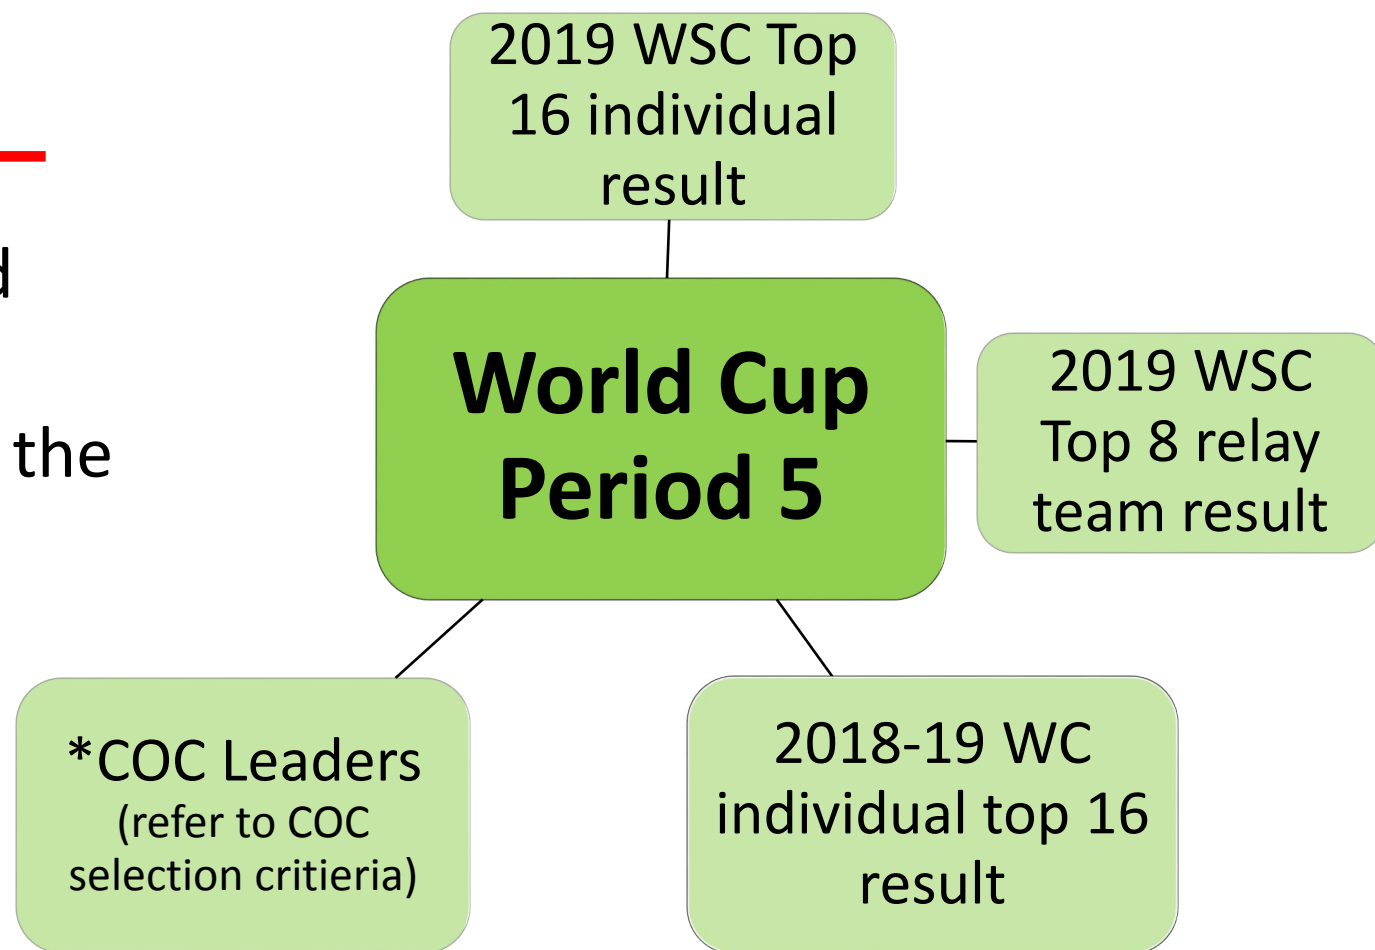 2019 WSC Top
16 individual
result
d
the
World Cup
Period 5
2019 WSC
Top 8 relay
team result
*COC Leaders
(refer to COC
selection critieria)
2018-19 WC
individual top 16
result